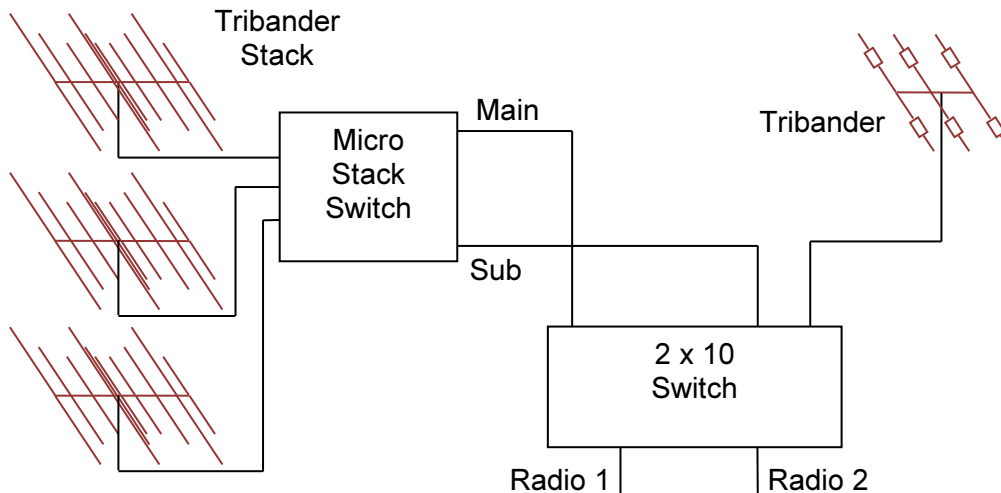 Tribander
Stack
Main
Micro
Stack
Switch
Tribander
Sub
2 x 10
Switch
Radio 1
Radio 2